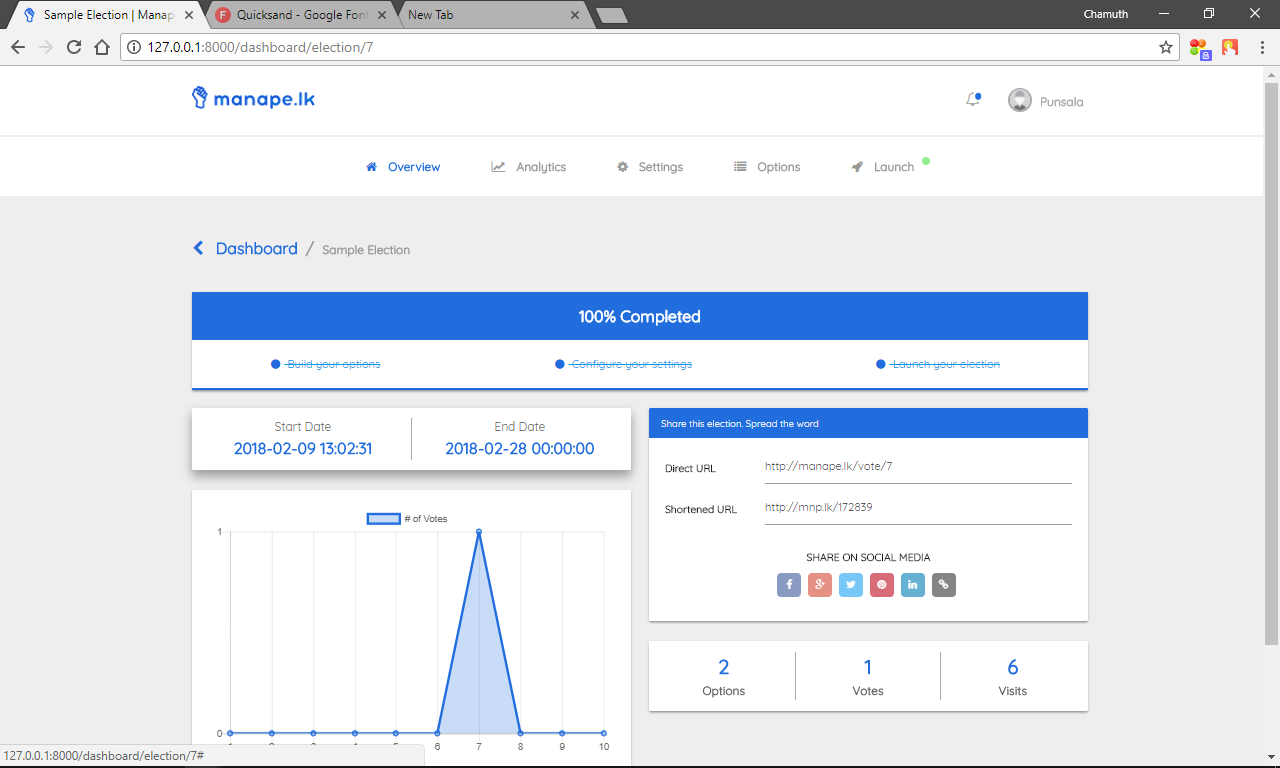 Sample Election | Manap
Quicksand - Google Font
New Tab
Chamuth
127.0.0.1:8000/dashboard/election/7
manape.lk
Punsala
Overview Analytics Settings Options Launch
Dashboard / Sample Election
100% Completed
Build your options Configure your settings Launch your election
Start Date End Date
2018-02-09 13:02:31 2018-02-28 00:00:00
Share this election. Spread the word
Direct URL http://manape.lk/vote/7
Shortened URL http://mnp.lk/172839
SHARE ON SOCIAL MEDIA
# of Votes
1
0
6 7 8 9 10
2 1 6
Options Votes Visits
127.0.0.1:8000/dashboard/election/7#